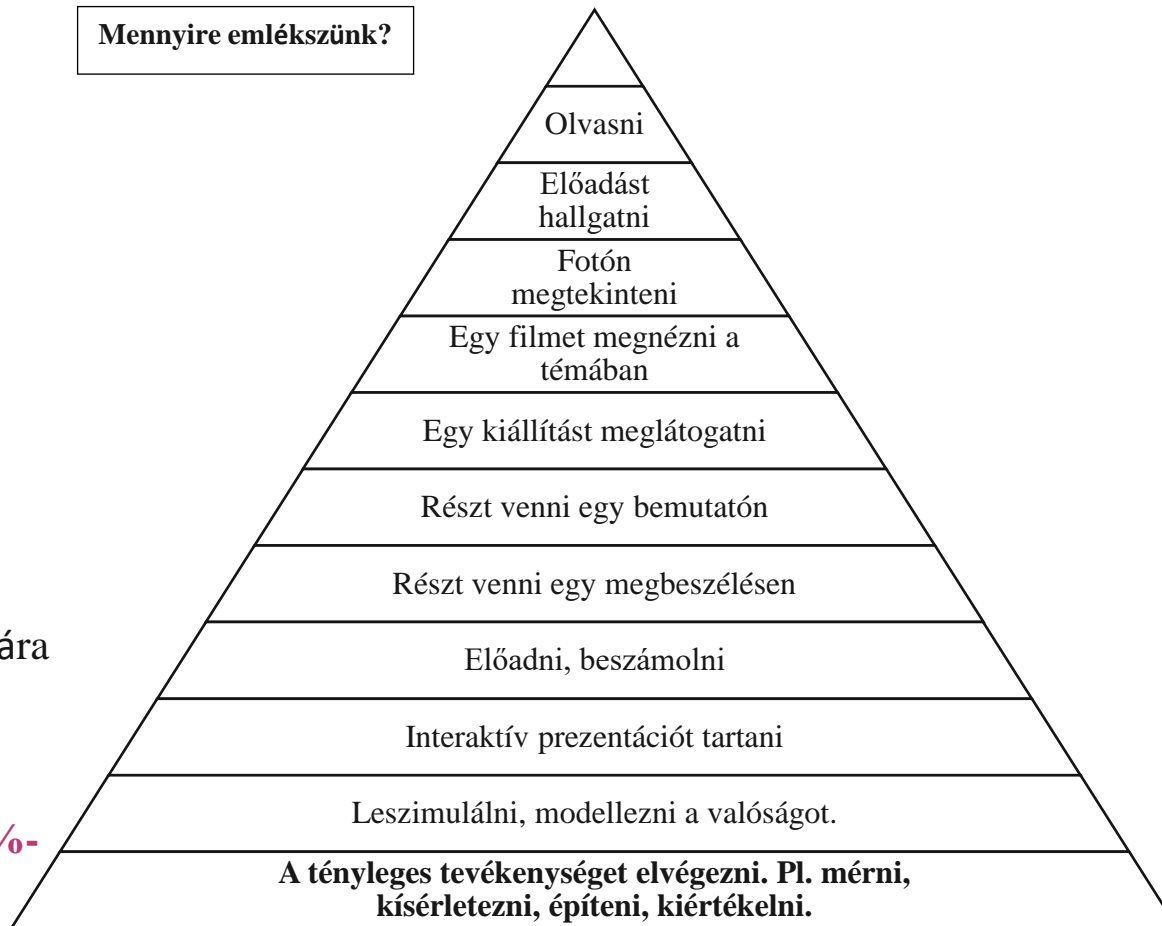 Mennyire emlékszünk?
Olvasni
Előadást
hallgatni
Fotón
megtekinteni
Egy filmet megnézni a
témában
Egy kiállítást meglátogatni
Részt venni egy bemutatón
Részt venni egy megbeszélésen
ára
Előadni, beszámolni
Interaktív prezentációt tartani
Leszimulálni, modellezni a valóságot.
%-
A tényleges tevékenységet elvégezni. Pl. mérni,
kísérletezni, építeni, kiértékelni.